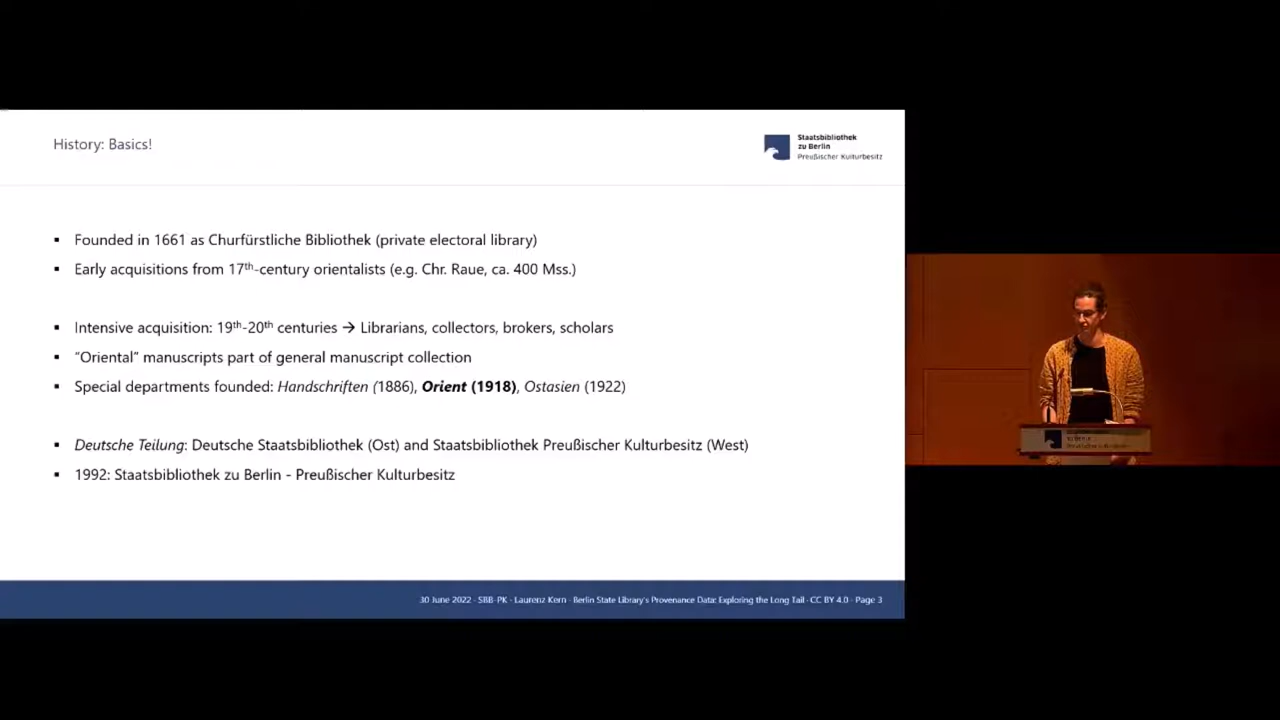 History: Basics!
Staatsbibliothek
zu Berlin
Preußischer Kulturbesitz
▪ Founded in 1661 as Churfürstliche Bibliothek (private electoral library)
▪ Early acquisitions from 17th-century orientalists (e.g. Chr. Raue, ca. 400 Mss.)
▪ Intensive acquisition: 19th-20th centuries → Librarians, collectors, brokers, scholars
▪ “Oriental” manuscripts part of general manuscript collection
▪ Special departments founded: Handschriften (1886), Orient (1918), Ostasien (1922)
▪ Deutsche Teilung: Deutsche Staatsbibliothek (Ost) and Staatsbibliothek Preußischer Kulturbesitz (West)
▪ 1992: Staatsbibliothek zu Berlin - Preußischer Kulturbesitz
30 June 2022 - SBB-PK - Laurenz Kern - Berlin State Library's Provenance Data: Exploring the Long Tail - CC BY 4.0 - Page 3